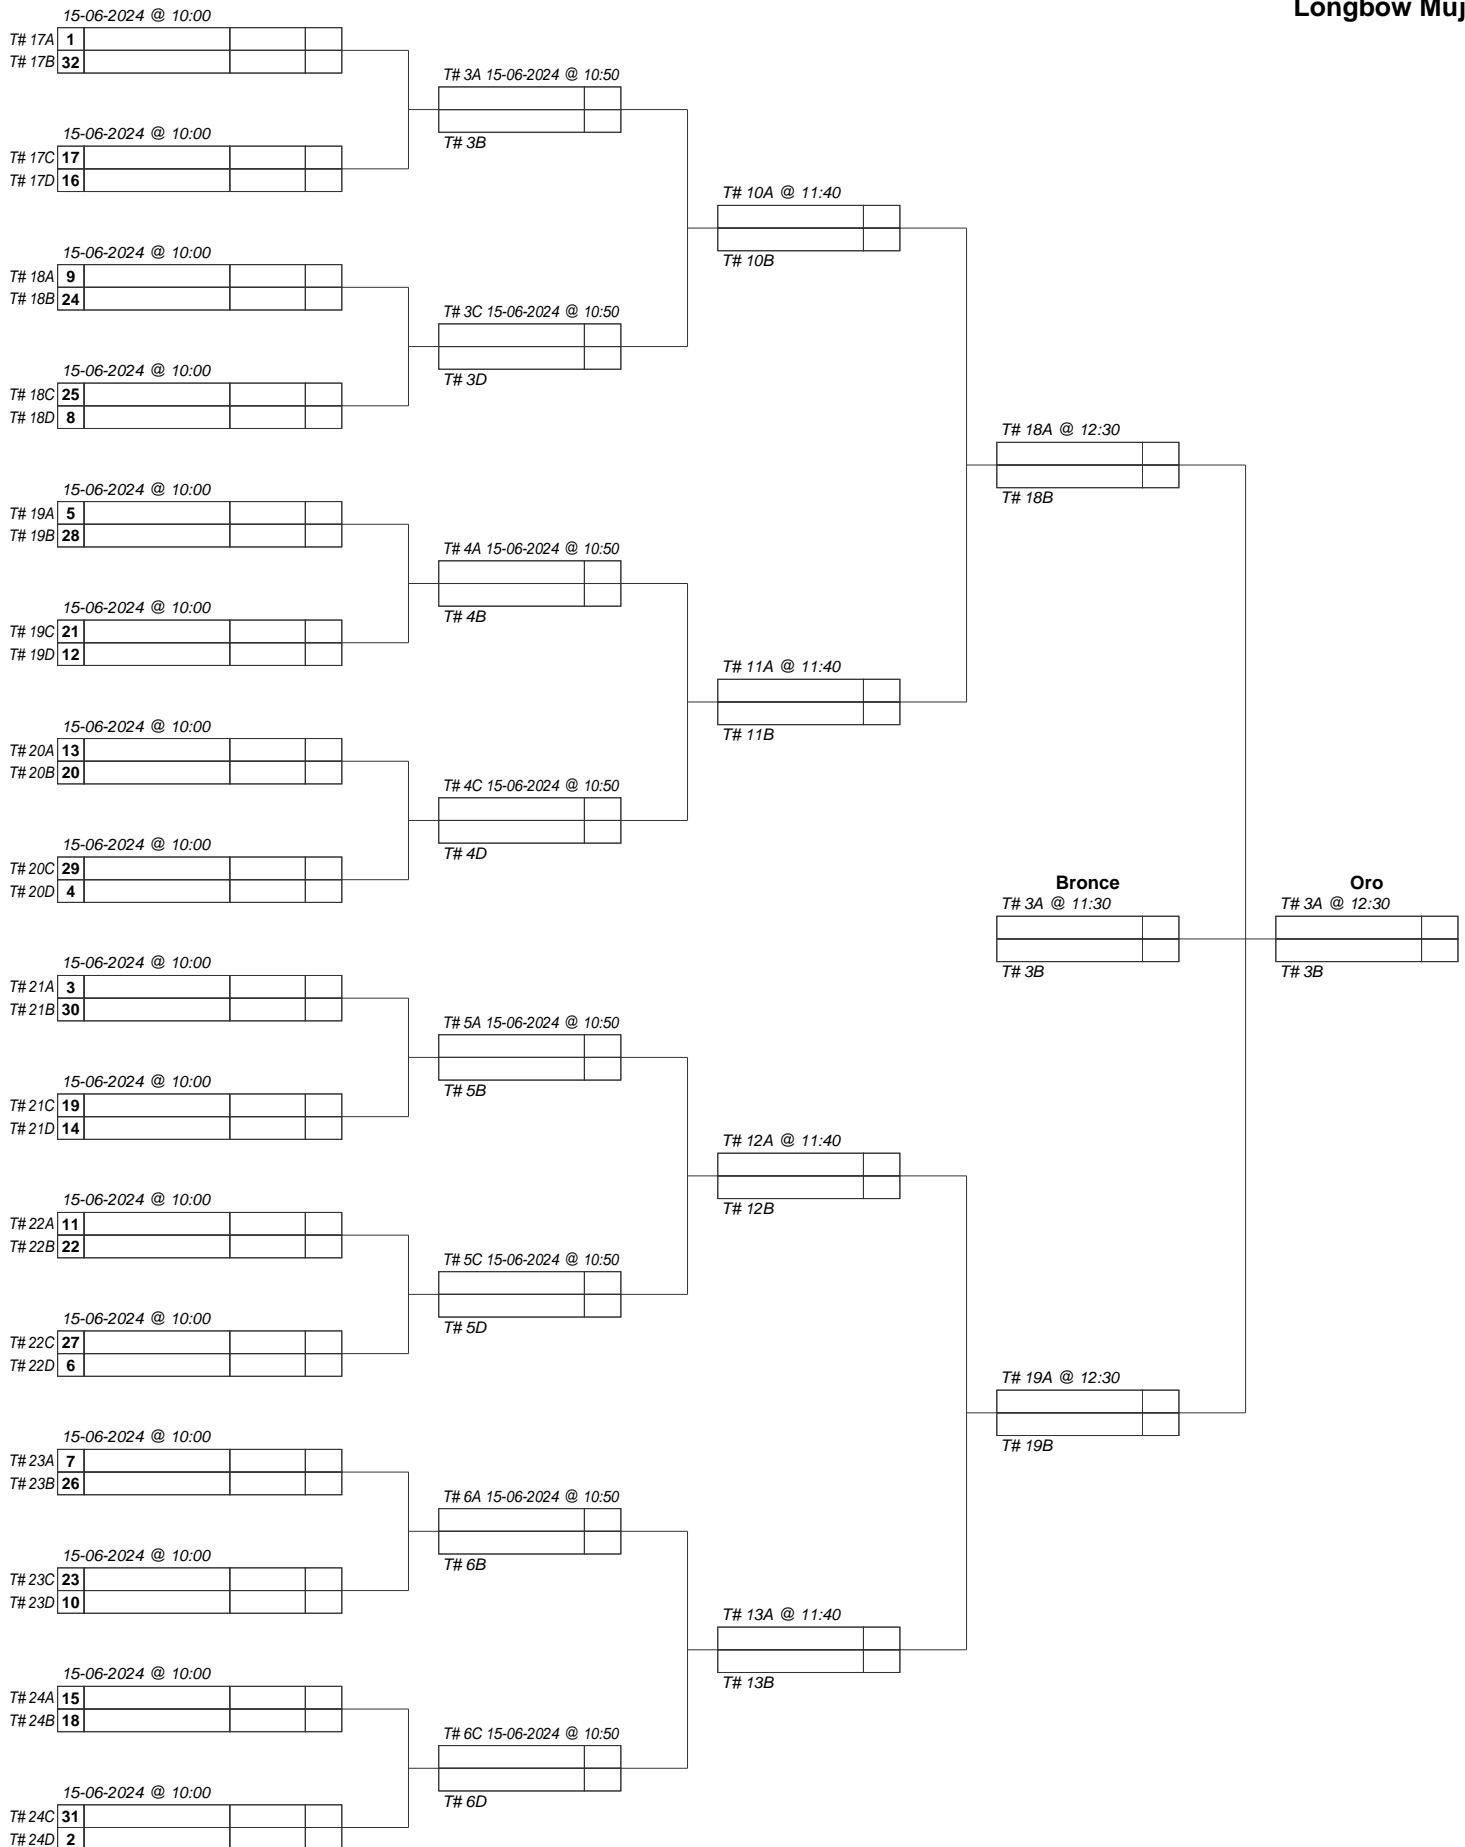 Longbow Muj
15-06-2024 @ 10:00
T# 17A 1
T# 17B 32
15-06-2024 @ 10:00
T# 17C 17
T# 17D 16
15-06-2024 @ 10:00
T# 18A 9
T# 18B 24
15-06-2024 @ 10:00
T# 18C 25
T# 18D 8
15-06-2024 @ 10:00
T# 19A 5
T# 19B 28
15-06-2024 @ 10:00
T# 19C 21
T# 19D 12
15-06-2024 @ 10:00
T# 20A 13
T# 20B 20
15-06-2024 @ 10:00
T# 20C 29
T# 20D 4
15-06-2024 @ 10:00
T# 21A 3
T# 21B 30
15-06-2024 @ 10:00
T# 21C 19
T# 21D 14
15-06-2024 @ 10:00
T# 22A 11
T# 22B 22
15-06-2024 @ 10:00
T# 22C 27
T# 22D 6
15-06-2024 @ 10:00
T# 23A 7
T# 23B 26
15-06-2024 @ 10:00
T# 23C 23
T# 23D 10
15-06-2024 @ 10:00
T# 24A 15
T# 24B 18
15-06-2024 @ 10:00
T# 24C 31
T# 24D 2
T# 3A 15-06-2024 @ 10:50
T# 3B
T# 3C 15-06-2024 @ 10:50
T# 3D
T# 4A 15-06-2024 @ 10:50
T# 4B
T# 4C 15-06-2024 @ 10:50
T# 4D
T# 5A 15-06-2024 @ 10:50
T# 5B
T# 5C 15-06-2024 @ 10:50
T# 5D
T# 6A 15-06-2024 @ 10:50
T# 6B
T# 6C 15-06-2024 @ 10:50
T# 6D
T# 10A @ 11:40
T# 10B
T# 11A @ 11:40
T# 11B
T# 12A @ 11:40
T# 12B
T# 13A @ 11:40
T# 13B
T# 18A @ 12:30
T# 18B
Bronce
T# 3A @ 11:30
T# 3B
T# 19A @ 12:30
T# 19B
Oro
T# 3A @ 12:30
T# 3B